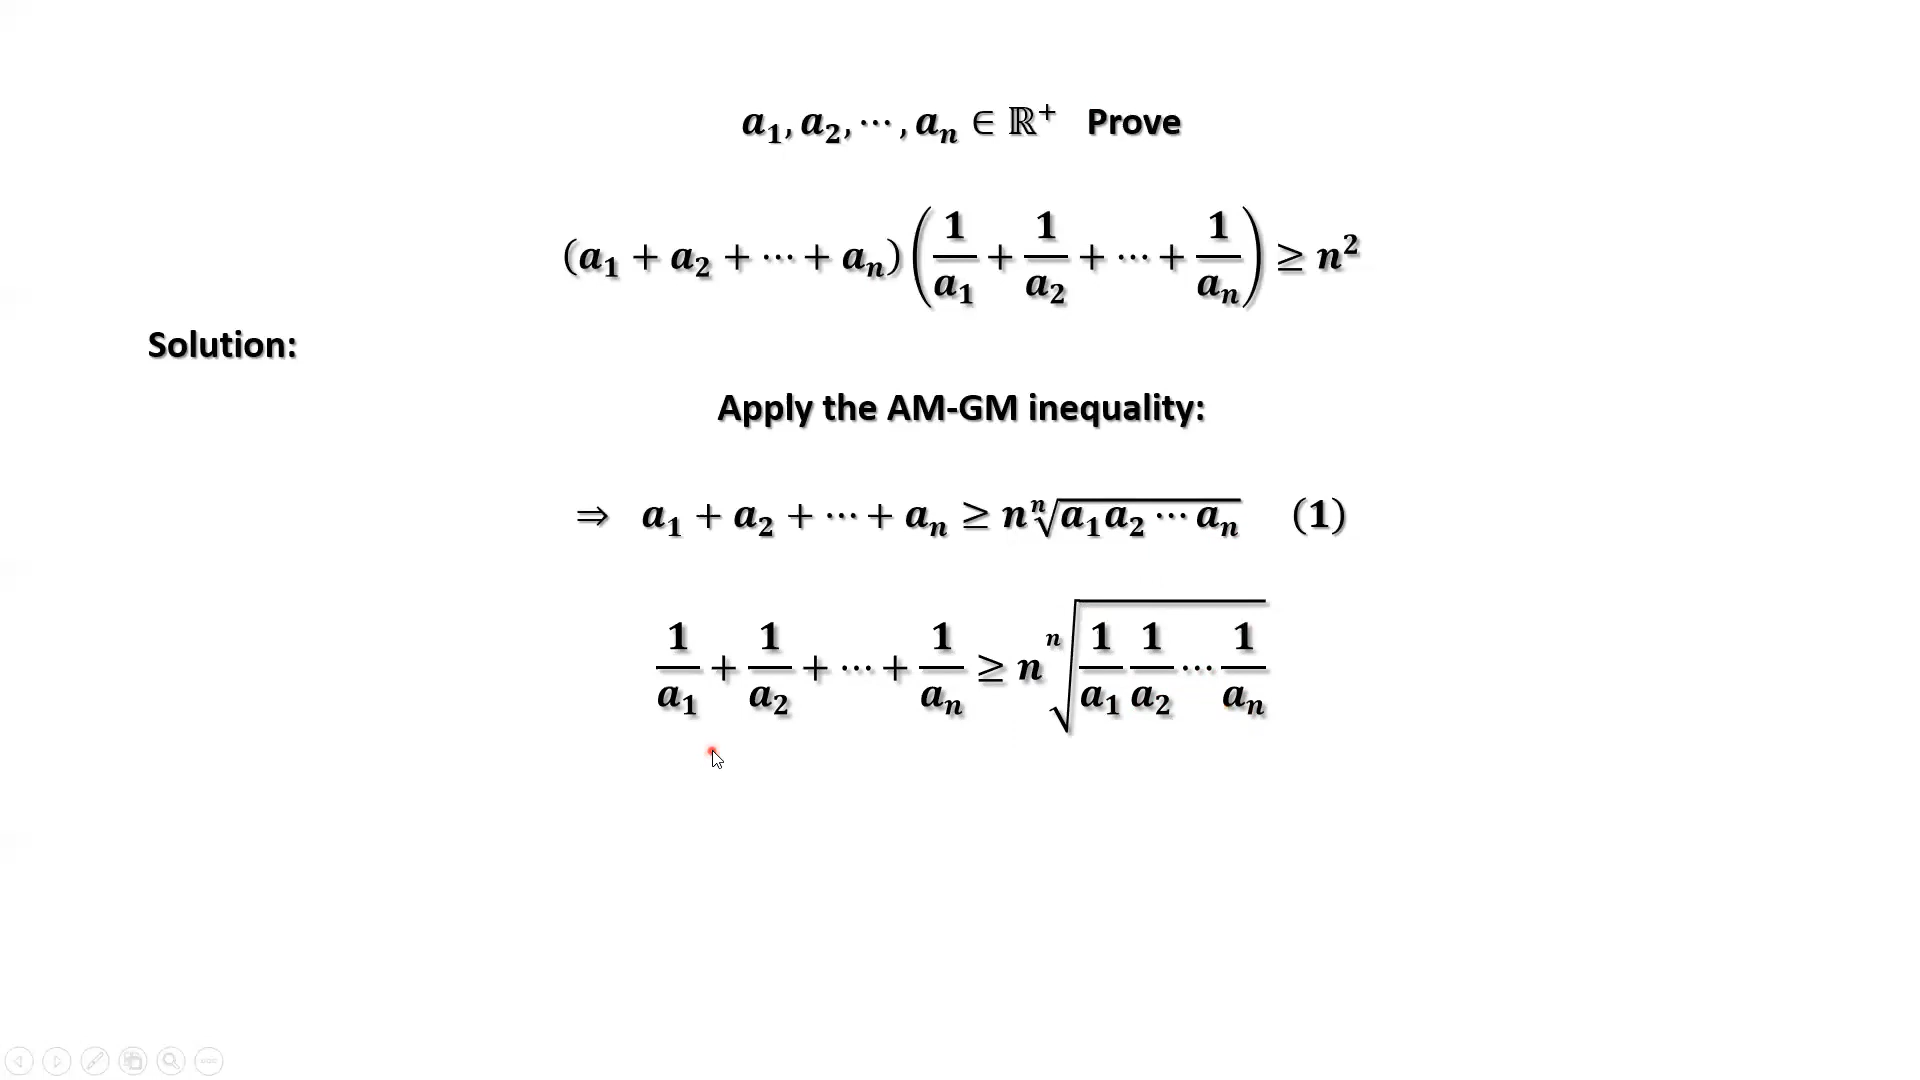 a₁, a₂, ⋯ , aₙ ∈ ℝ⁺ Prove
(a₁ + a₂ + ⋯ + aₙ)(1/a₁ + 1/a₂ + ⋯ + 1/aₙ) ≥ n²
Solution:
Apply the AM-GM inequality:
⇒ a₁ + a₂ + ⋯ + aₙ ≥ n ⁿ√(a₁a₂ ⋯ aₙ) (1)
1/a₁ + 1/a₂ + ⋯ + 1/aₙ ≥ n ⁿ√(1/a₁ 1/a₂ ⋯ 1/aₙ)